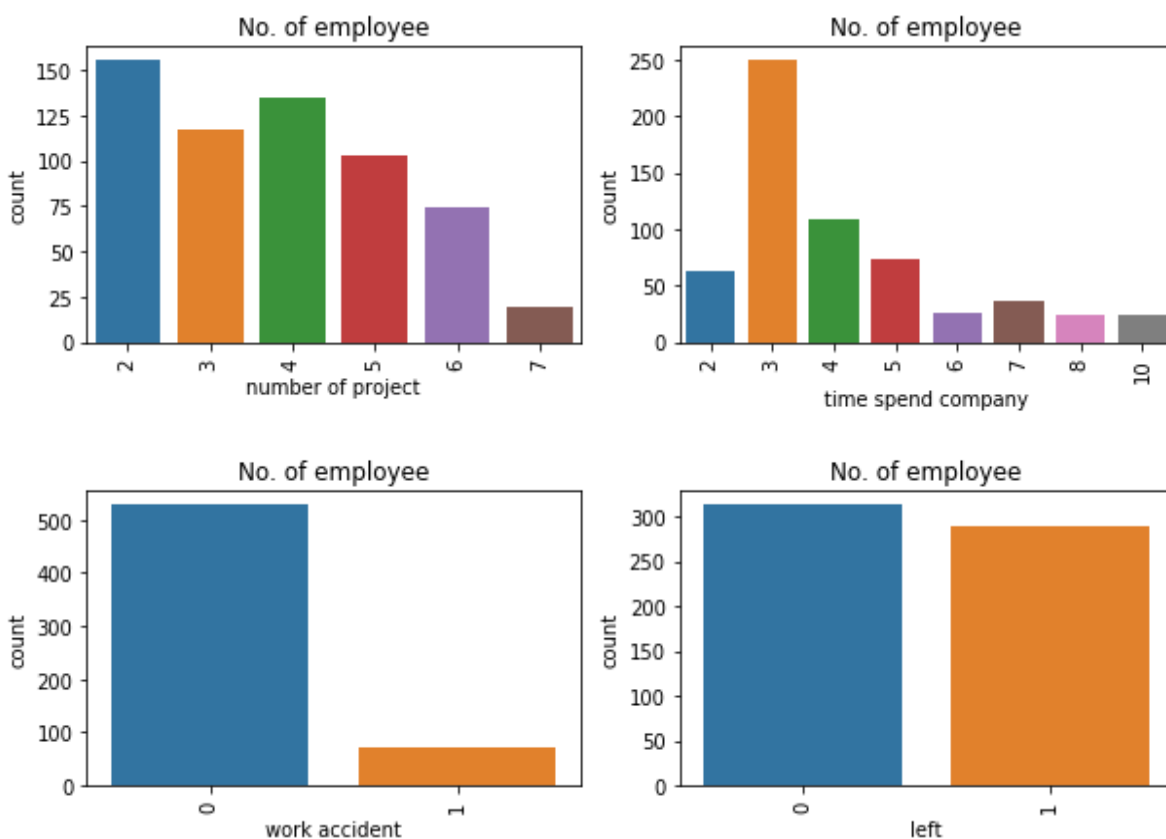 No. of employee
150
125
100
75
50
25
0
count
2 3 4 5 6 7
number of project
No. of employee
250
200
150
100
50
0
count
2 3 4 5 6 7 8 10
time spend company
No. of employee
500
400
300
200
100
0
count
0 1
work accident
No. of employee
300
250
200
150
100
50
0
count
0 1
left